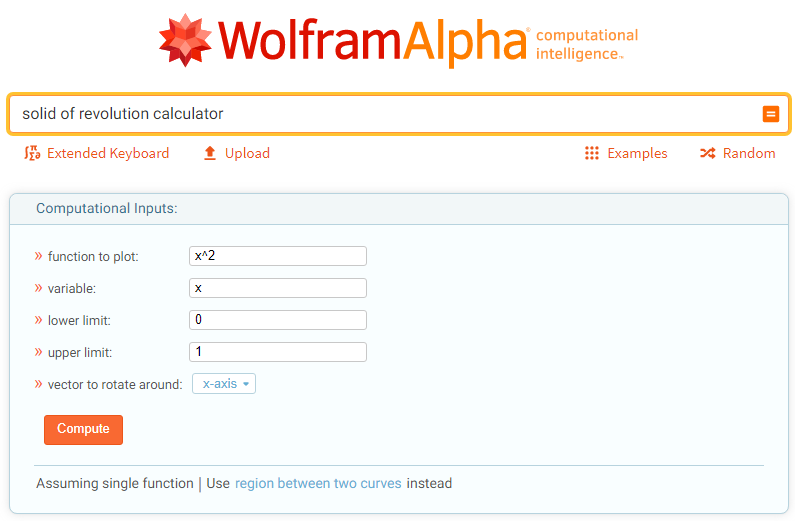 WolframAlpha computational intelligence™
solid of revolution calculator
Extended Keyboard Upload Examples Random
Computational Inputs:
» function to plot: x^2
» variable: x
» lower limit: 0
» upper limit: 1
» vector to rotate around: x-axis
Compute
Assuming single function | Use region between two curves instead